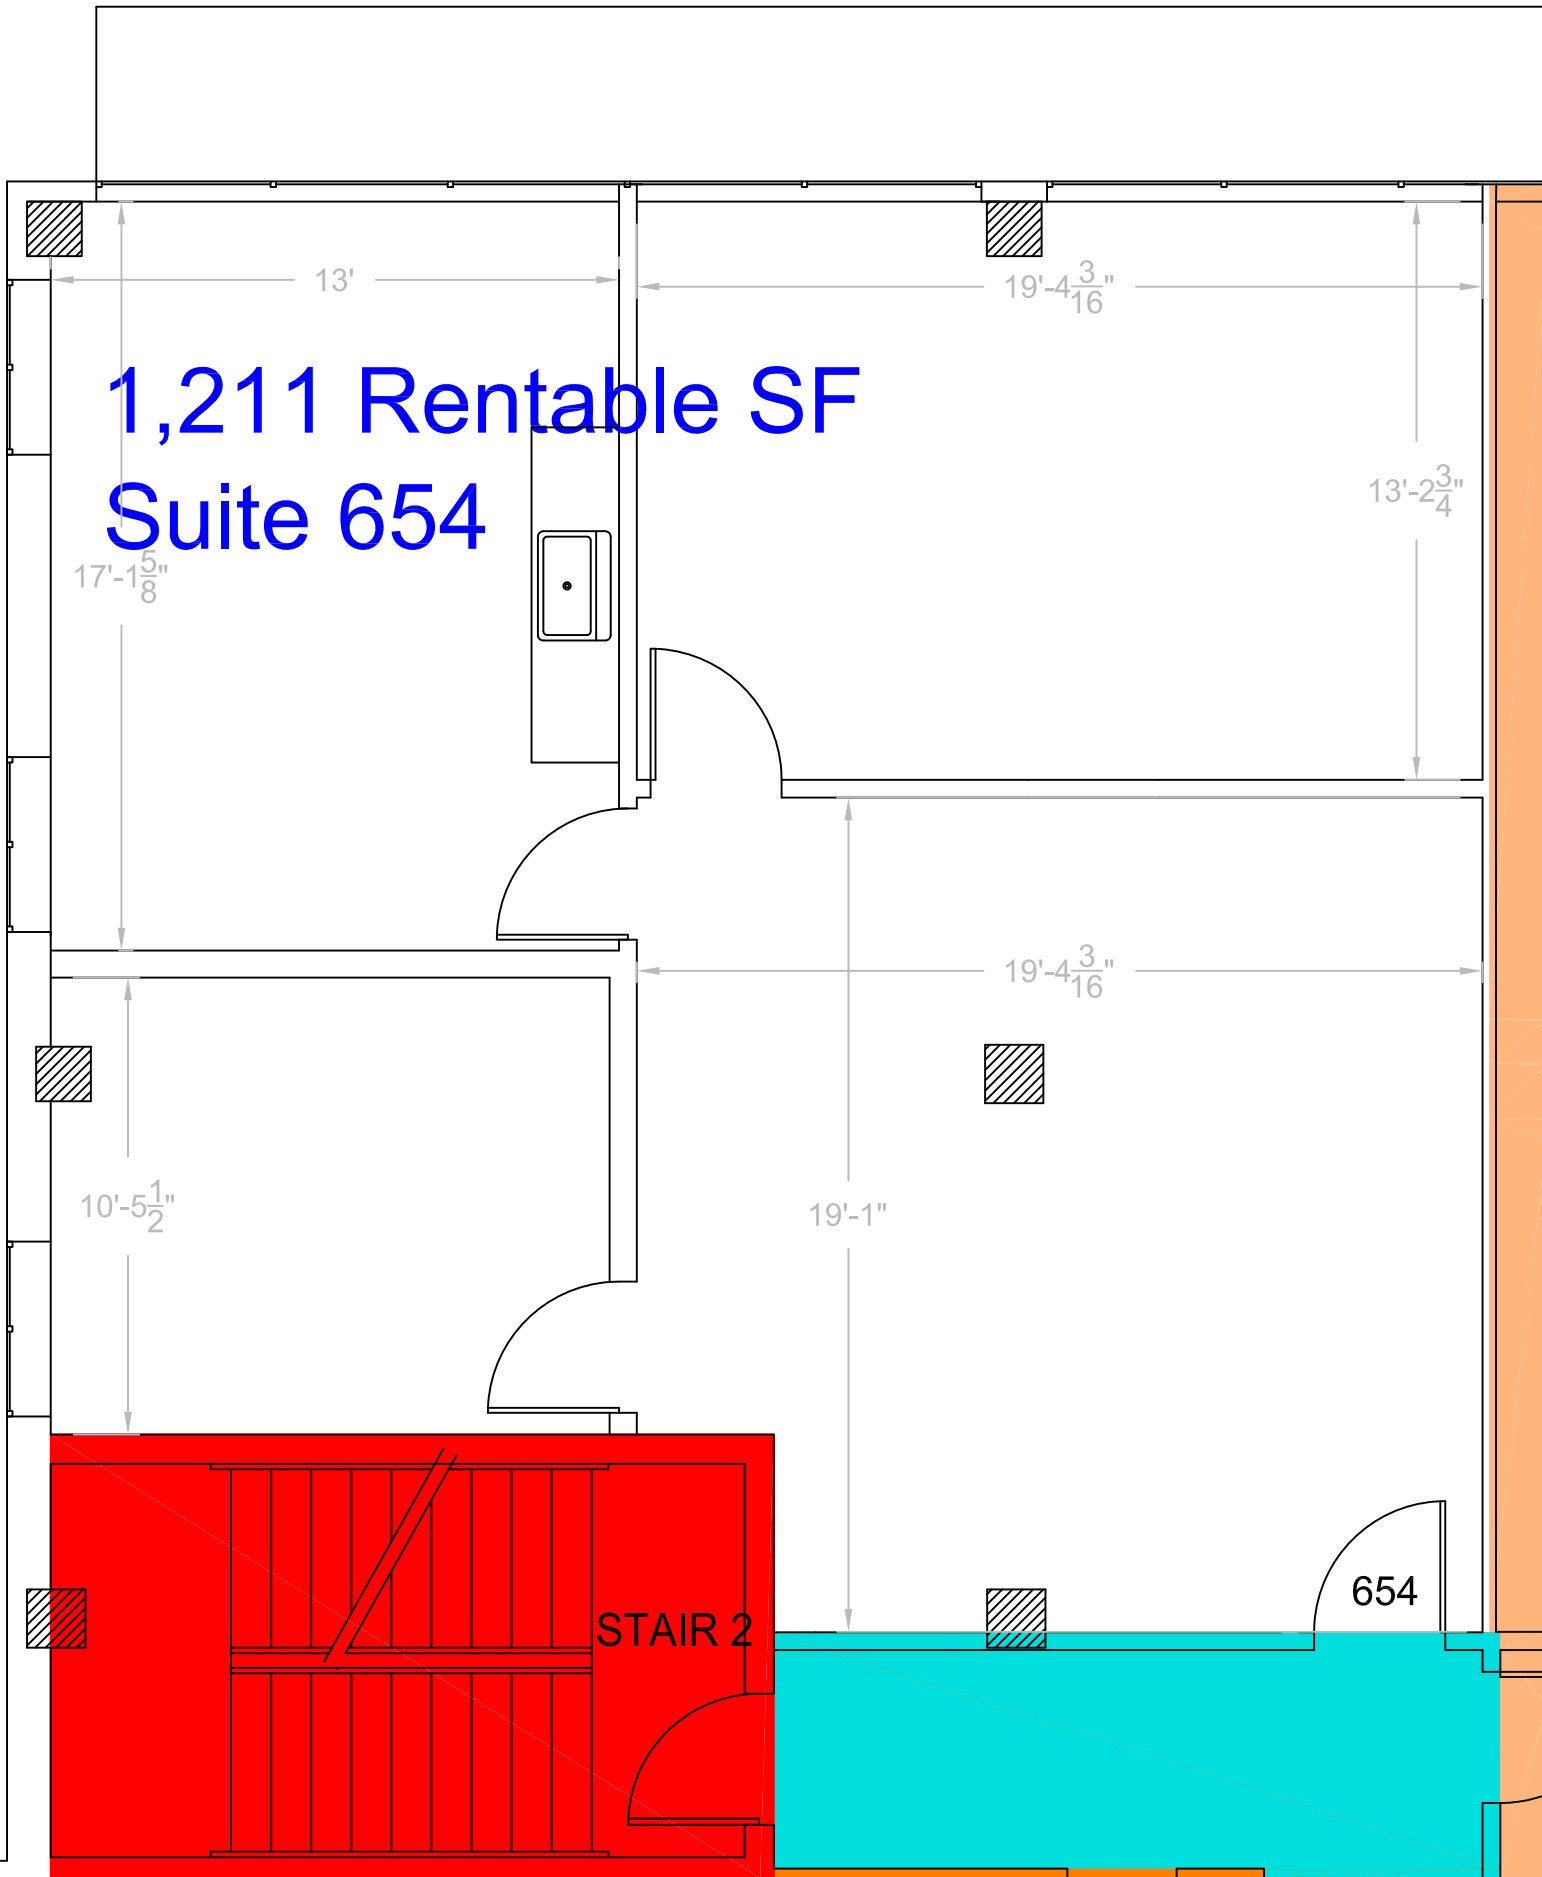 13'
19'-4 3/16"
1,211 Rentable SF
Suite 654
13'-2 3/4"
17'-1 5/8"
19'-4 3/16"
10'-5 1/2"
19'-1"
654
STAIR 2